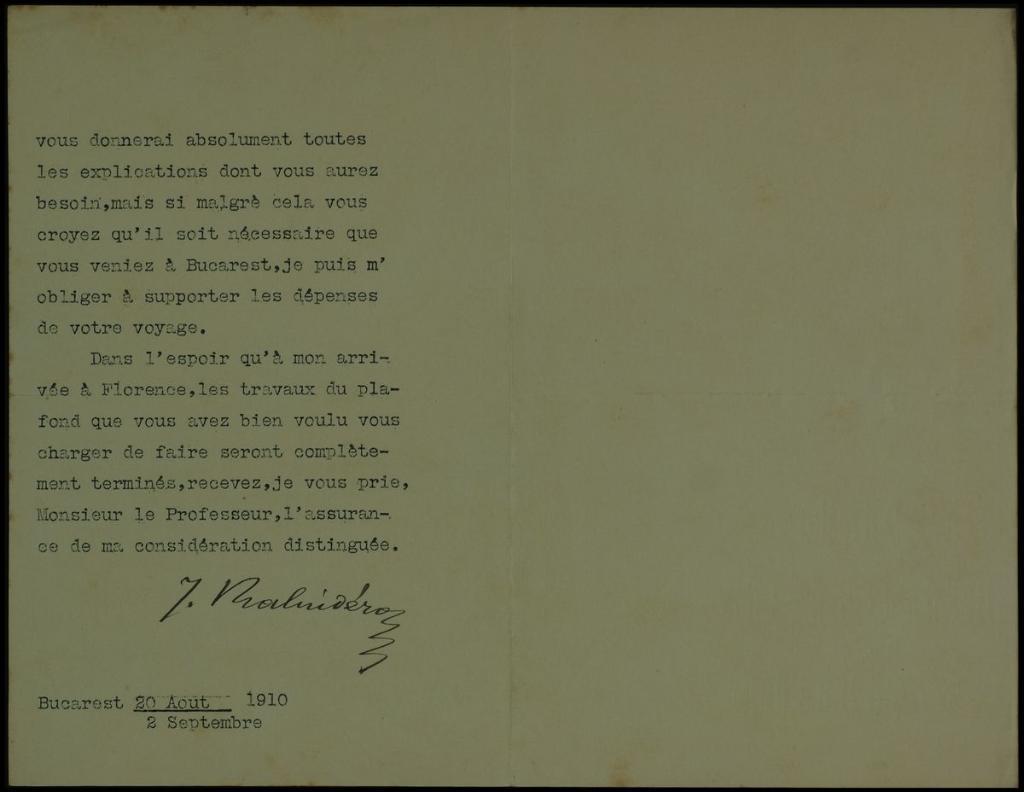 vous donnerai absolument toutes
les explications dont vous aurez
besoin,mais si malgrè cela vous
croyez qu'il soit nécessaire que
vous veniez à Bucarest,je puis m'
obliger à supporter les dépenses
de votre voyage.
Dans l'espoir qu'à mon arri-
vée à Florence,les travaux du pla-
fond que vous avez bien voulu vous
charger de faire seront complète-
ment terminés,recevez,je vous prie,
Monsieur le Professeur,l'assuran-
ce de ma considération distinguée.
J. Kalindéro
Bucarest 20 Août 1910
2 Septembre